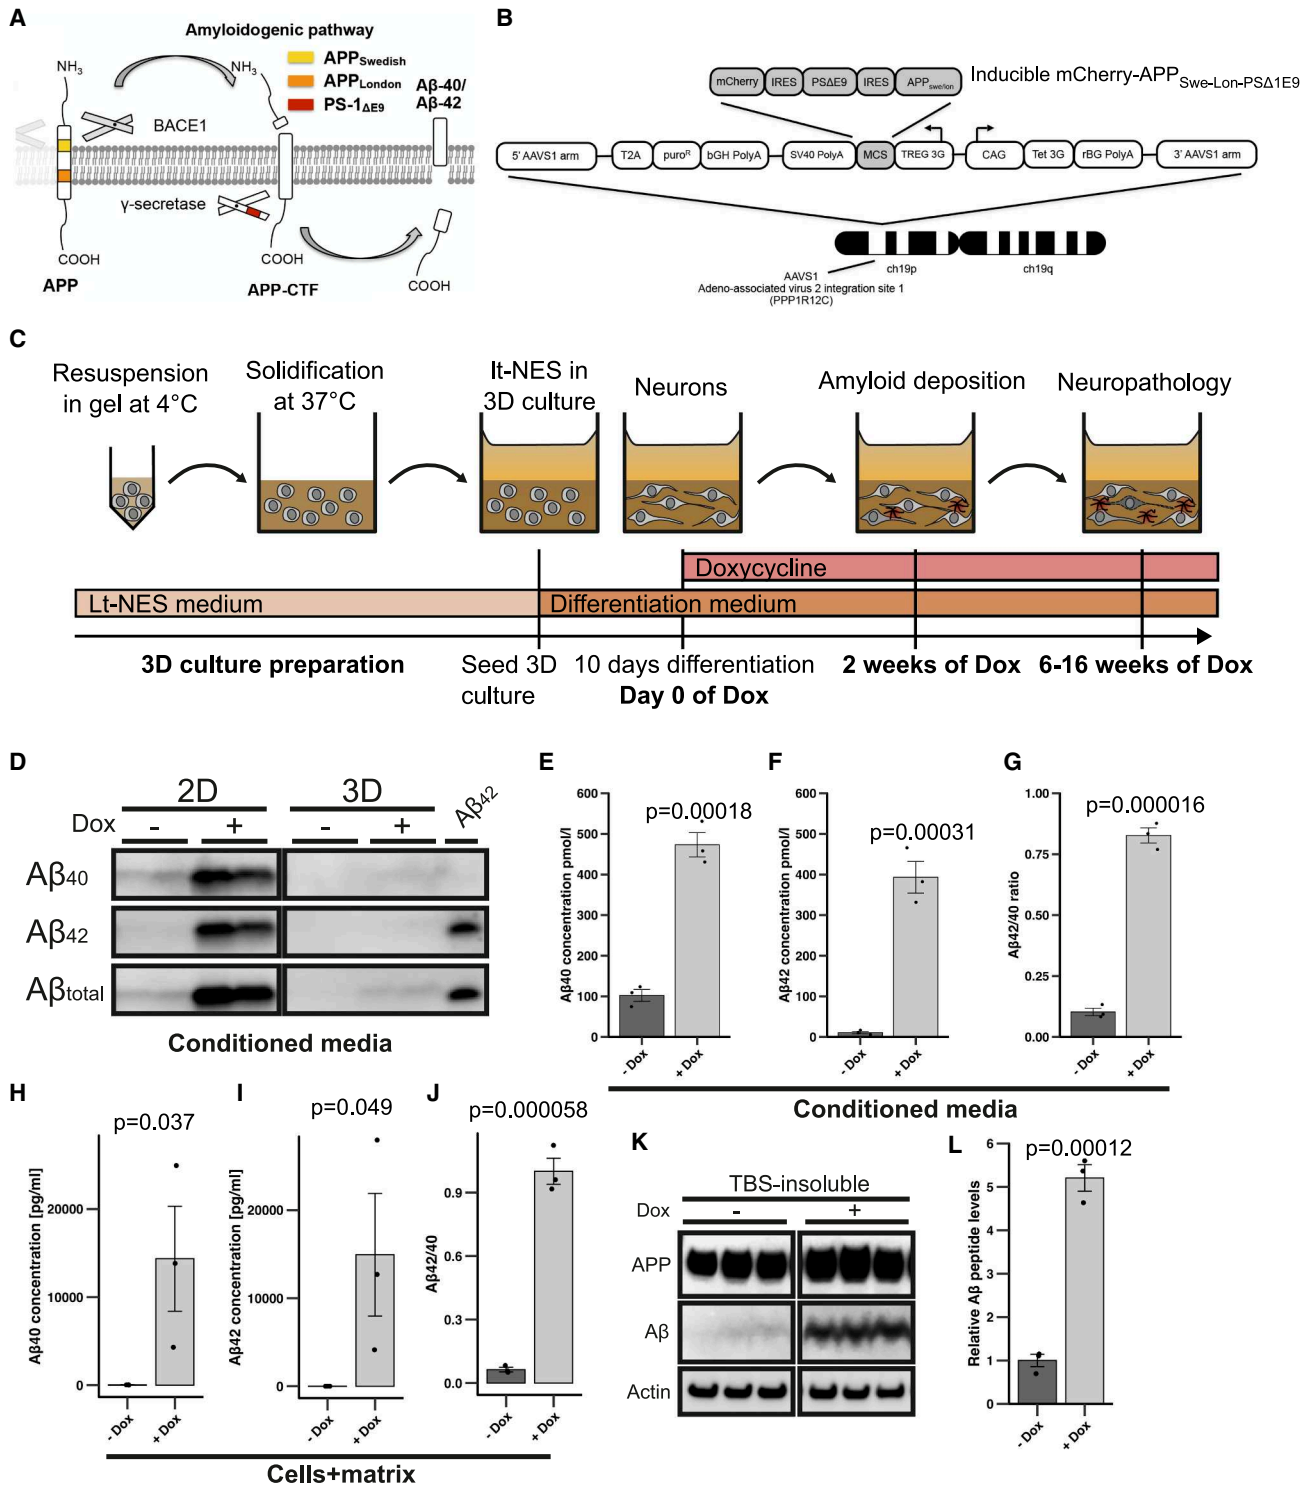 A
Amyloidogenic pathway
APP Swedish
APP London
PS-1 ΔE9
NH3
NH3
Aβ-40/
Aβ-42
BACE1
γ-secretase
COOH
COOH
COOH
APP
APP-CTF
B
mCherry
IRES
PSΔE9
IRES
APP swe/lon
Inducible mCherry-APP Swe-Lon-PSΔ1E9
5' AAVS1 arm
T2A
puroR
bGH PolyA
SV40 PolyA
MCS
TREG 3G
CAG
Tet 3G
rBG PolyA
3' AAVS1 arm
AAVS1
Adeno-associated virus 2 integration site 1
(PPP1R12C)
ch19p
ch19q
C
Resuspension
in gel at 4°C
Solidification
at 37°C
lt-NES in
3D culture
Neurons
Amyloid deposition
Neuropathology
Doxycycline
Lt-NES medium
Differentiation medium
3D culture preparation
Seed 3D
culture
10 days differentiation
Day 0 of Dox
2 weeks of Dox
6-16 weeks of Dox
D
2D
3D
Aβ42
Dox
-
+
-
+
Aβ40
Aβ42
Aβtotal
Conditioned media
E
p=0.00018
Aβ40 concentration pmol/l
600
500
400
300
200
100
0
- Dox
+ Dox
F
p=0.00031
Aβ42 concentration pmol/l
600
500
400
300
200
100
0
- Dox
+ Dox
G
p=0.000016
Aβ42/40 ratio
1.00
0.75
0.50
0.25
0.00
- Dox
+ Dox
Conditioned media
H
p=0.037
Aβ40 concentration [pg/ml]
20000
10000
0
- Dox
+ Dox
I
p=0.049
Aβ42 concentration [pg/ml]
20000
10000
0
- Dox
+ Dox
J
p=0.000058
Aβ42/40
0.9
0.6
0.3
0.0
- Dox
+ Dox
Cells+matrix
K
TBS-insoluble
Dox
-
+
APP
Aβ
Actin
L
p=0.00012
Relative Aβ peptide levels
6
5
4
3
2
1
0
- Dox
+ Dox